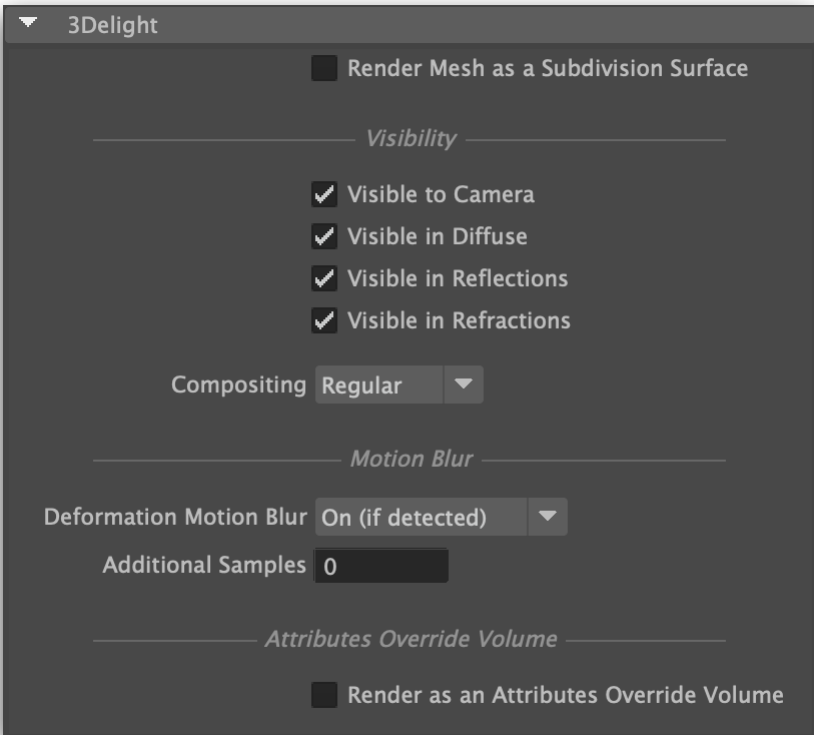 3Delight
Render Mesh as a Subdivision Surface
Visibility
Visible to Camera
Visible in Diffuse
Visible in Reflections
Visible in Refractions
Compositing Regular
Motion Blur
Deformation Motion Blur On (if detected)
Additional Samples 0
Attributes Override Volume
Render as an Attributes Override Volume